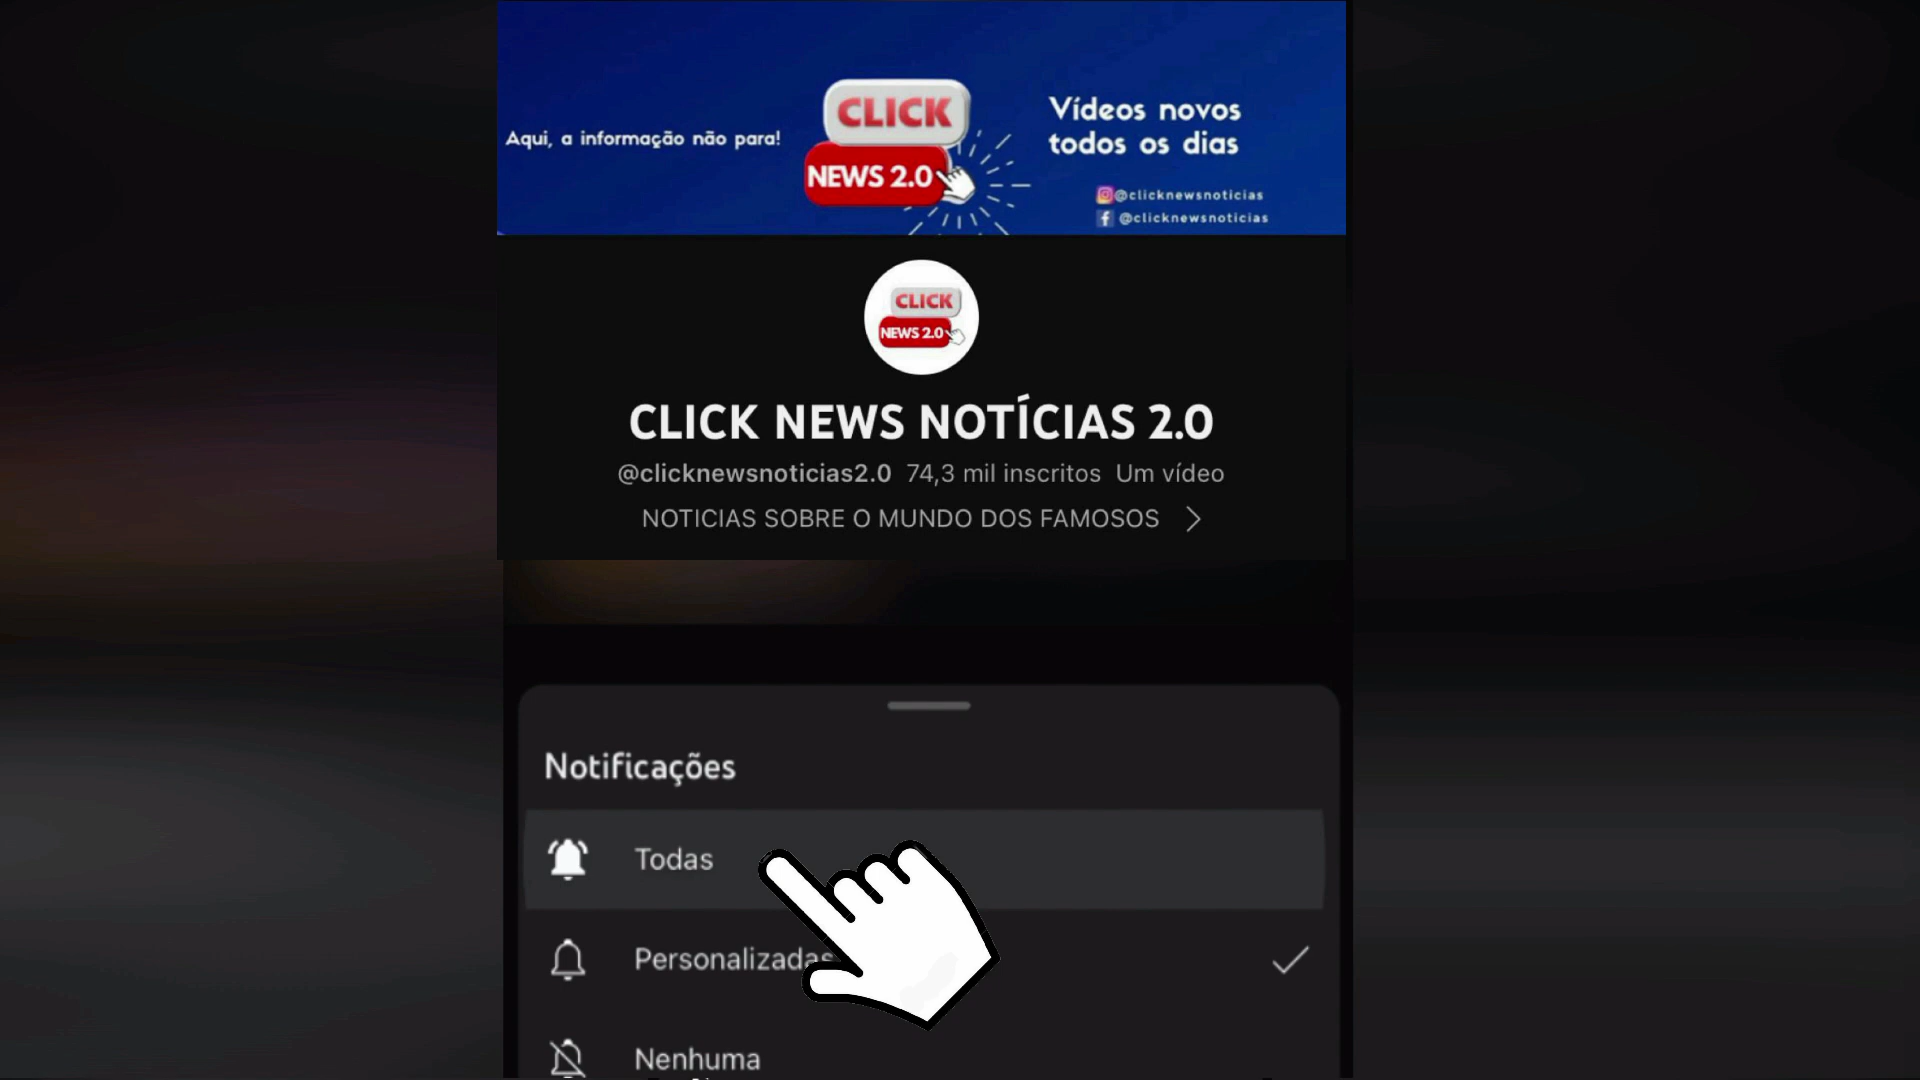 Aqui, a informação não para!
CLICK
NEWS 2.0
Vídeos novos
todos os dias
@clicknewsnoticias
@clicknewsnoticias
CLICK
NEWS 2.0
CLICK NEWS NOTÍCIAS 2.0
@clicknewsnoticias2.0 74,3 mil inscritos Um vídeo
NOTICIAS SOBRE O MUNDO DOS FAMOSOS
Notificações
Todas
Personalizadas
Nenhuma